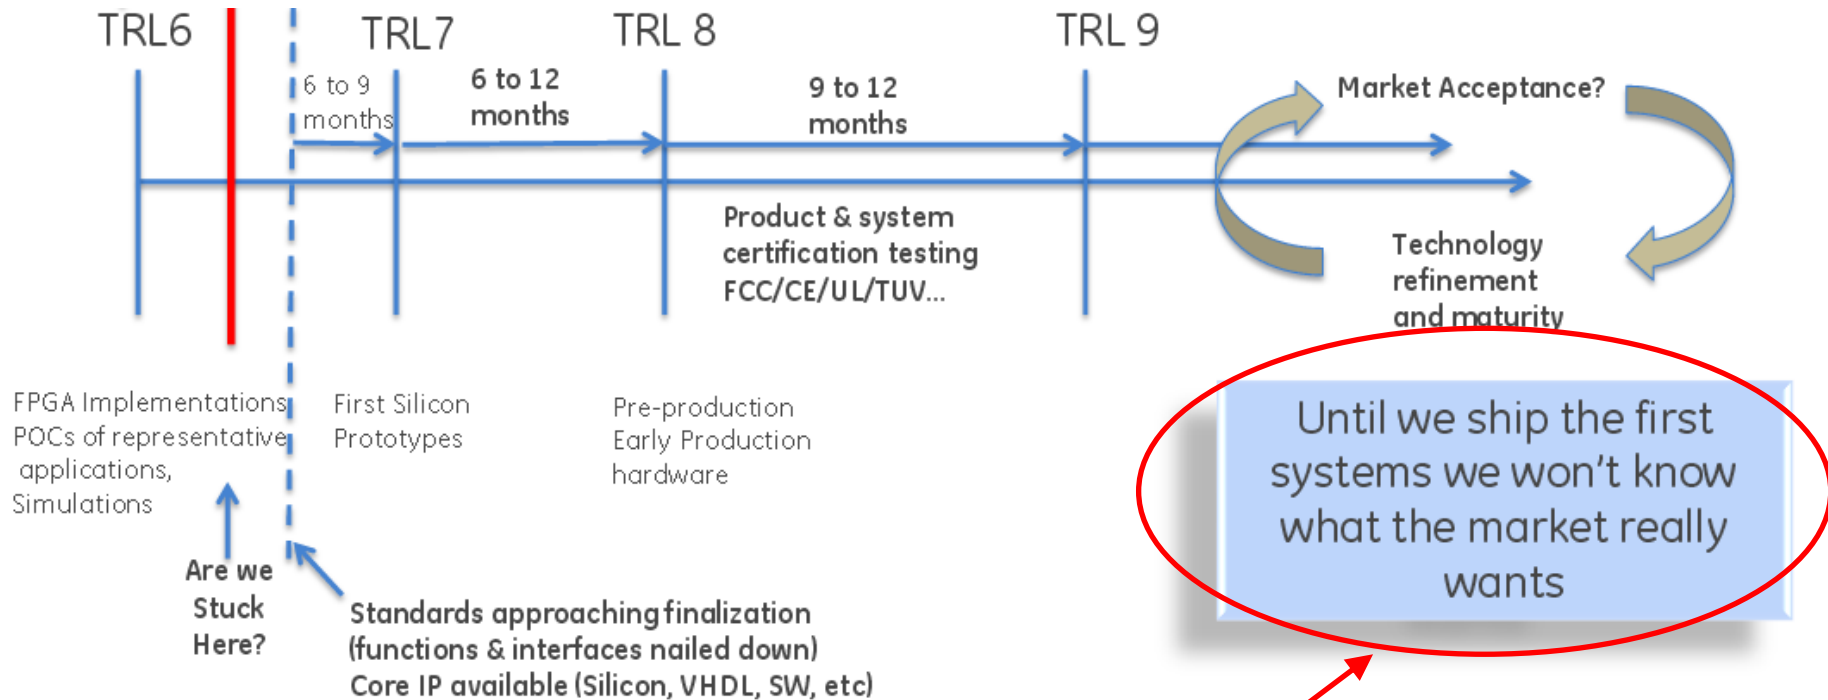 TRL6
TRL7
TRL 8
TRL 9
6 to 9
months
6 to 12
months
9 to 12
months
Market Acceptance?
Product & system
certification testing
FCC/CE/UL/TUV...
Technology
refinement
and maturity
FPGA Implementations
POCs of representative
applications,
Simulations
First Silicon
Prototypes
Pre-production
Early Production
hardware
Until we ship the first
systems we won't know
what the market really
wants
Are we
Stuck
Here?
Standards approaching finalization
(functions & interfaces nailed down)
Core IP available (Silicon, VHDL, SW, etc)